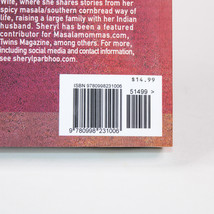 Wife, where she shares stories from her
spicy masala/southern cornbread way of
life, raising a large family with her Indian
husband. Sheryl has been a featured
contributor for Masalamommas.com,
Twins Magazine, among others. For more,
including social media and contact information,
see sherylparbhoo.com.
$14.99
ISBN 9780998231006
51499>
9 780998 231006